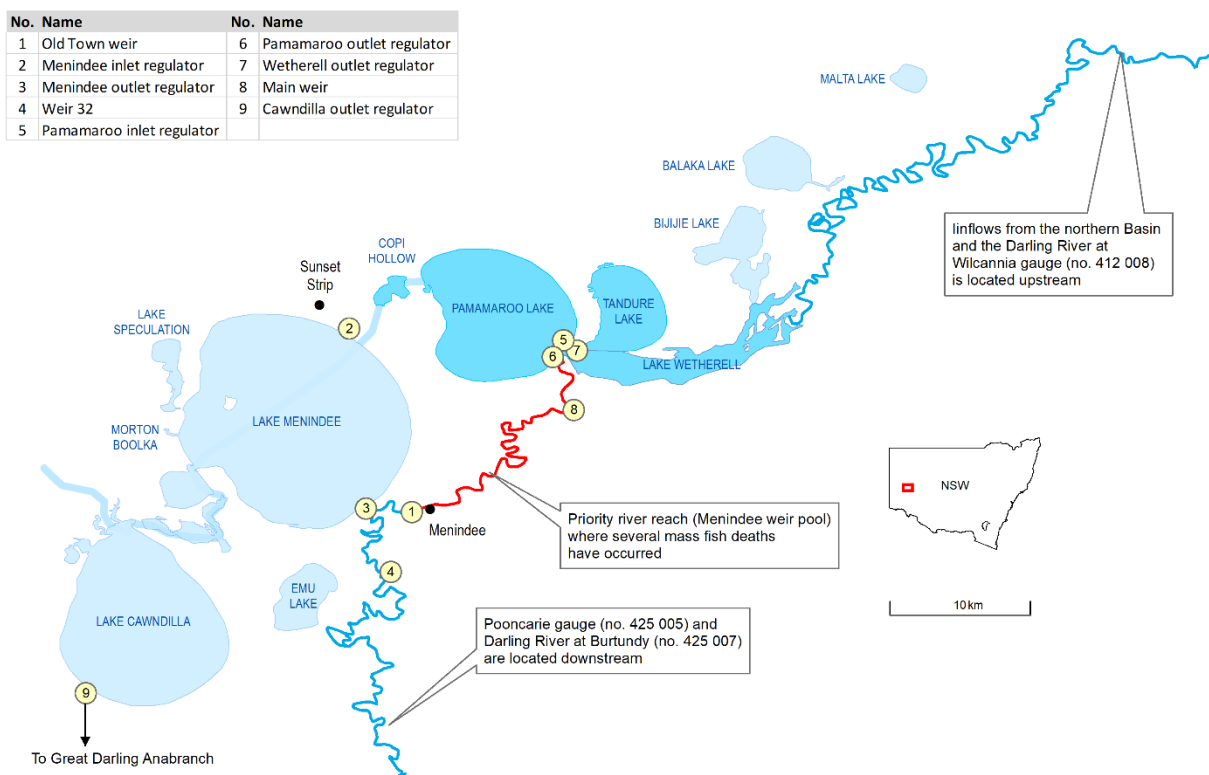 No. Name No. Name
1 Old Town weir 6 Pamamaroo outlet regulator
2 Menindee inlet regulator 7 Wetherell outlet regulator
3 Menindee outlet regulator 8 Main weir
4 Weir 32 9 Cawndilla outlet regulator
5 Pamamaroo inlet regulator
MALTA LAKE
BALAKA LAKE
BIJIJIE LAKE
Iinflows from the northern Basin
and the Darling River at
Wilcannia gauge (no. 412 008)
is located upstream
COPI
HOLLOW
Sunset
Strip
PAMAMAROO LAKE
TANDURE
LAKE
LAKE
SPECULATION
2
5
7
6
LAKE WETHERELL
8
LAKE MENINDEE
MORTON
BOOLKA
NSW
3
1
Menindee
Priority river reach (Menindee weir pool)
where several mass fish deaths
have occurred
4
EMU
LAKE
10 km
LAKE CAWNDILLA
Pooncarie gauge (no. 425 005) and
Darling River at Burtundy (no. 425 007)
are located downstream
9
To Great Darling Anabranch